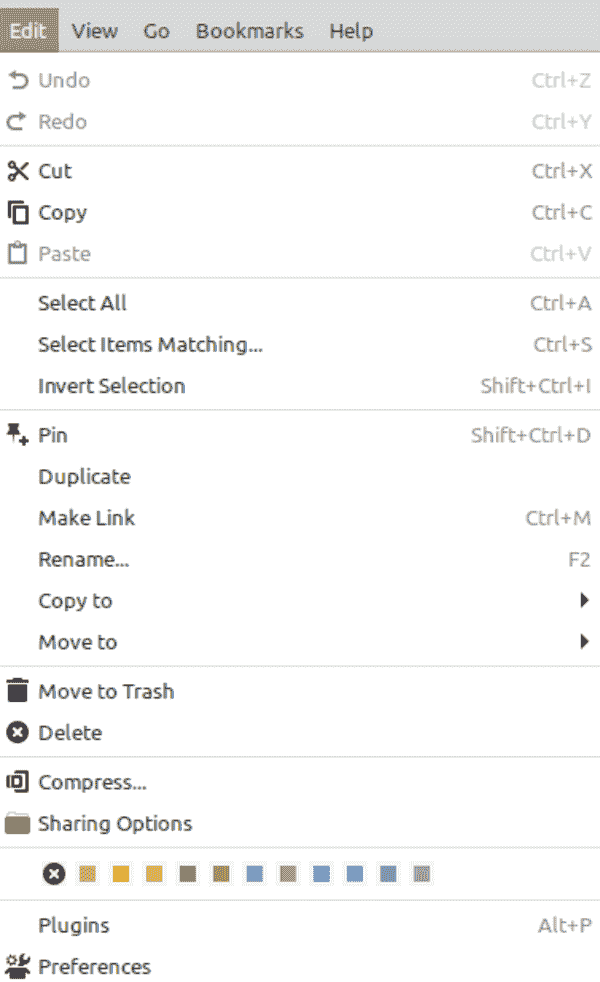 Edit View Go Bookmarks Help
Undo Ctrl+Z
Redo Ctrl+Y
Cut Ctrl+X
Copy Ctrl+C
Paste Ctrl+V
Select All Ctrl+A
Select Items Matching... Ctrl+S
Invert Selection Shift+Ctrl+I
Pin Shift+Ctrl+D
Duplicate
Make Link Ctrl+M
Rename... F2
Copy to
Move to
Move to Trash
Delete
Compress...
Sharing Options
Plugins Alt+P
Preferences